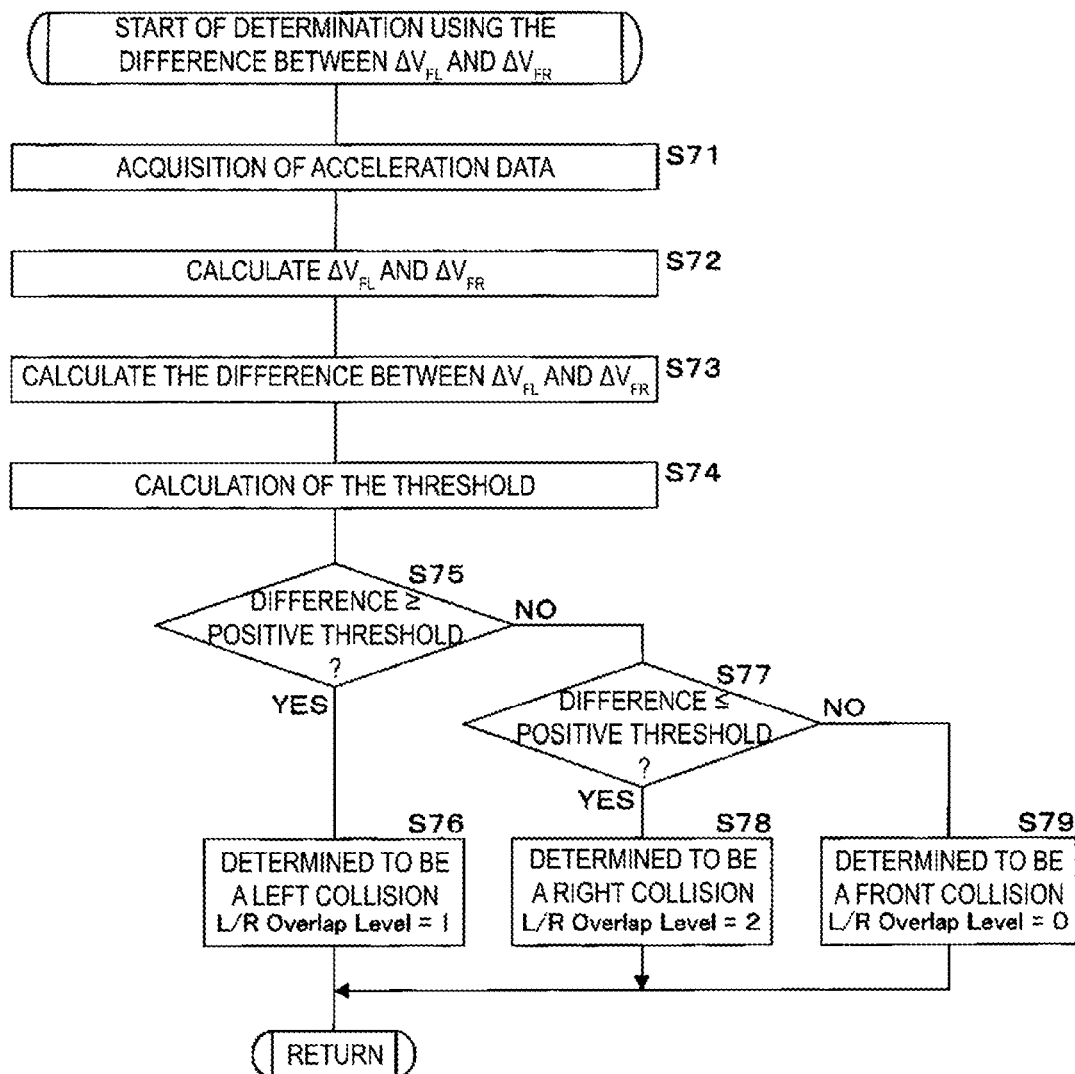 START OF DETERMINATION USING THE
DIFFERENCE BETWEEN ΔV_FL AND ΔV_FR
ACQUISITION OF ACCELERATION DATA
S71
CALCULATE ΔV_FL AND ΔV_FR
S72
CALCULATE THE DIFFERENCE BETWEEN ΔV_FL AND ΔV_FR
S73
CALCULATION OF THE THRESHOLD
S74
S75
DIFFERENCE ≥
POSITIVE THRESHOLD
?
NO
YES
S77
DIFFERENCE ≤
POSITIVE THRESHOLD
?
NO
YES
S76
DETERMINED TO BE
A LEFT COLLISION
L/R Overlap Level = 1
S78
DETERMINED TO BE
A RIGHT COLLISION
L/R Overlap Level = 2
S79
DETERMINED TO BE
A FRONT COLLISION
L/R Overlap Level = 0
RETURN